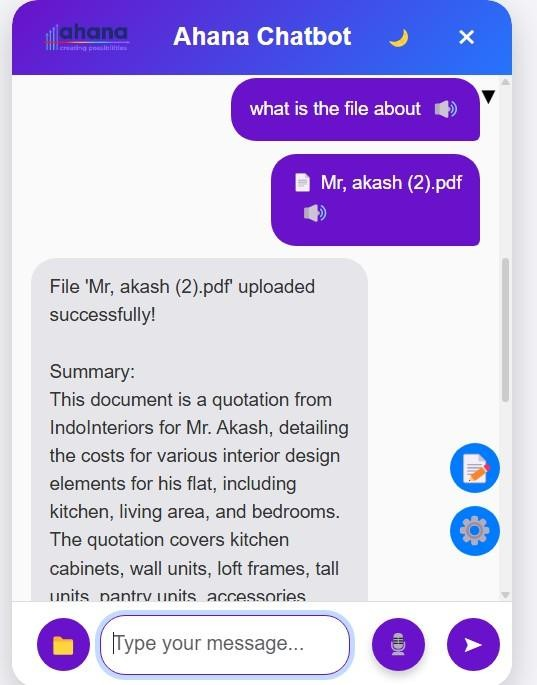 ahana
creating possibilities
Ahana Chatbot
what is the file about
Mr, akash (2).pdf
File 'Mr, akash (2).pdf' uploaded
successfully!
Summary:
This document is a quotation from
IndoInteriors for Mr. Akash, detailing
the costs for various interior design
elements for his flat, including
kitchen, living area, and bedrooms.
The quotation covers kitchen
cabinets, wall units, loft frames, tall
units, pantry units, accessories
Type your message...